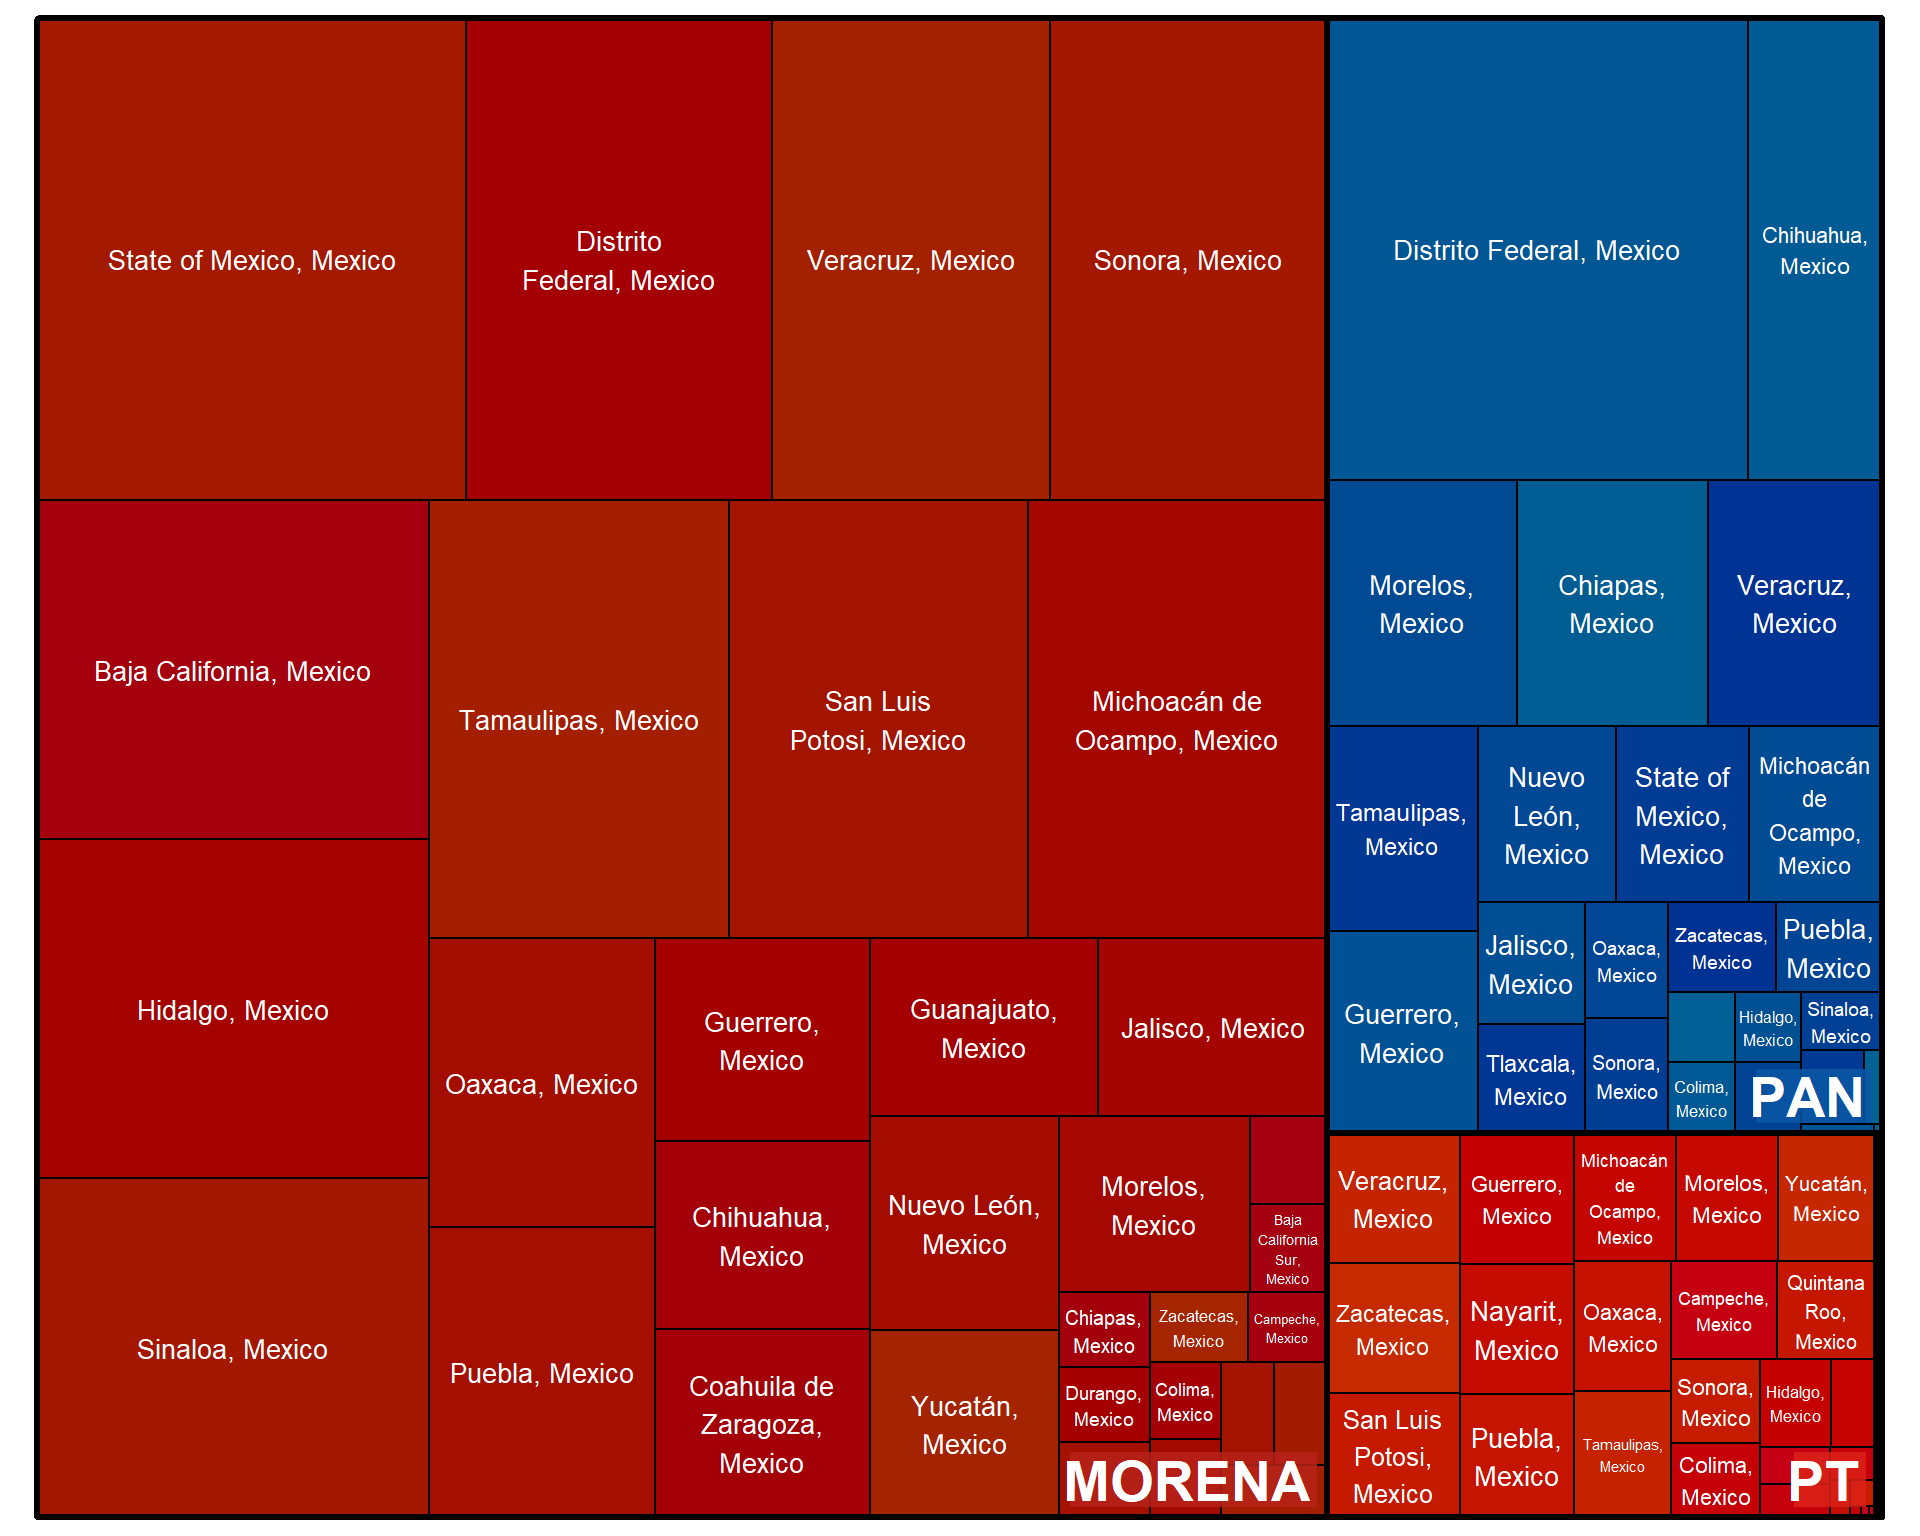 State of Mexico, Mexico
Distrito
Federal, Mexico
Veracruz, Mexico
Sonora, Mexico
Baja California, Mexico
Tamaulipas, Mexico
San Luis
Potosi, Mexico
Michoacán de
Ocampo, Mexico
Hidalgo, Mexico
Sinaloa, Mexico
Oaxaca, Mexico
Puebla, Mexico
Guerrero,
Mexico
Chihuahua,
Mexico
Coahuila de
Zaragoza,
Mexico
Guanajuato,
Mexico
Jalisco, Mexico
Nuevo León,
Mexico
Yucatán,
Mexico
Morelos,
Mexico
Baja
California
Sur,
Mexico
Chiapas,
Mexico
Zacatecas,
Mexico
Campeche,
Mexico
Durango,
Mexico
Colima,
Mexico
MORENA
Distrito Federal, Mexico
Chihuahua,
Mexico
Morelos,
Mexico
Chiapas,
Mexico
Veracruz,
Mexico
Tamaulipas,
Mexico
Nuevo
León,
Mexico
State of
Mexico,
Mexico
Michoacán
de
Ocampo,
Mexico
Guerrero,
Mexico
Jalisco,
Mexico
Oaxaca,
Mexico
Zacatecas,
Mexico
Puebla,
Mexico
Tlaxcala,
Mexico
Sonora,
Mexico
Hidalgo,
Mexico
Sinaloa,
Mexico
Colima,
Mexico
PAN
Veracruz,
Mexico
Guerrero,
Mexico
Michoacán
de
Ocampo,
Mexico
Morelos,
Mexico
Yucatán,
Mexico
Zacatecas,
Mexico
Nayarit,
Mexico
Oaxaca,
Mexico
Campeche,
Mexico
Quintana
Roo,
Mexico
San Luis
Potosi,
Mexico
Puebla,
Mexico
Tamaulipas,
Mexico
Sonora,
Mexico
Hidalgo,
Mexico
Colima,
Mexico
PT